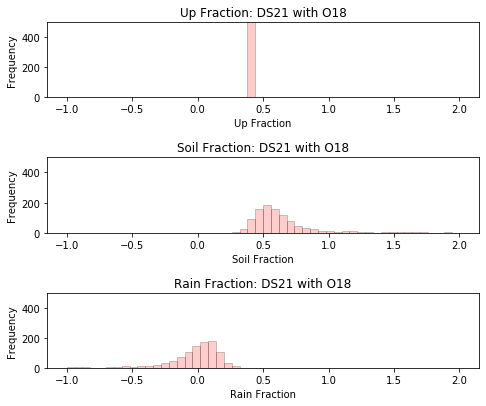 Up Fraction: DS21 with O18
400
200
0
Frequency
−1.0 −0.5 0.0 0.5 1.0 1.5 2.0
Up Fraction
Soil Fraction: DS21 with O18
400
200
0
Frequency
−1.0 −0.5 0.0 0.5 1.0 1.5 2.0
Soil Fraction
Rain Fraction: DS21 with O18
400
200
0
Frequency
−1.0 −0.5 0.0 0.5 1.0 1.5 2.0
Rain Fraction